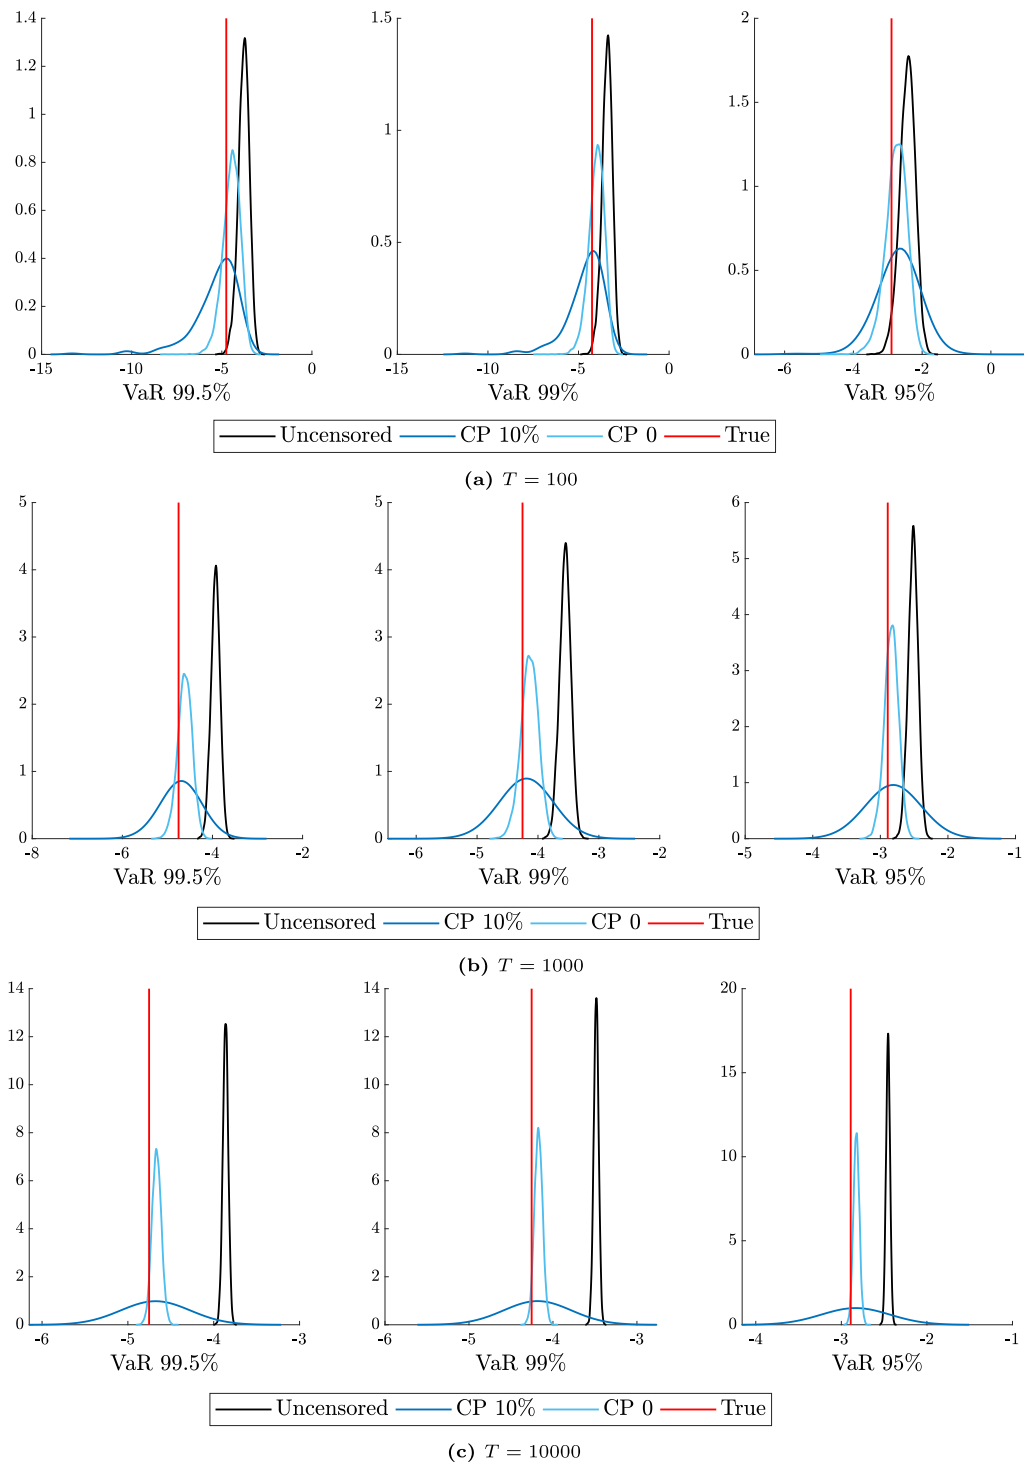 1.4
1.2
1
0.8
0.6
0.4
0.2
0
-15 -10 -5 0
VaR 99.5%
1.5
1
0.5
0
-15 -10 -5 0
VaR 99%
2
1.5
1
0.5
0
-6 -4 -2 0
VaR 95%
Uncensored CP 10% CP 0 True
(a) T = 100
5
4
3
2
1
0
-8 -6 -4 -2
VaR 99.5%
5
4
3
2
1
0
-6 -5 -4 -3 -2
VaR 99%
6
5
4
3
2
1
0
-5 -4 -3 -2 -1
VaR 95%
Uncensored CP 10% CP 0 True
(b) T = 1000
14
12
10
8
6
4
2
0
-6 -5 -4 -3
VaR 99.5%
14
12
10
8
6
4
2
0
-6 -5 -4 -3
VaR 99%
20
15
10
5
0
-4 -3 -2 -1
VaR 95%
Uncensored CP 10% CP 0 True
(c) T = 10000